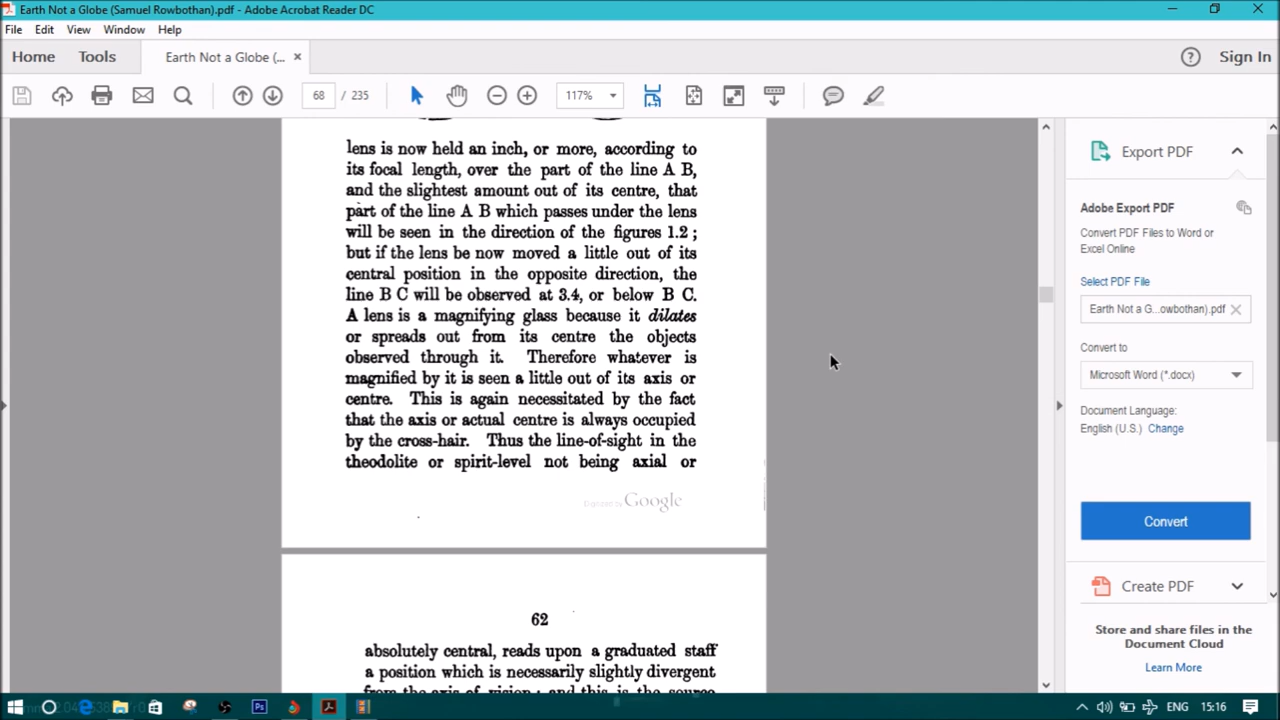 Earth Not a Globe (Samuel Rowbothan).pdf - Adobe Acrobat Reader DC
File Edit View Window Help
Home Tools Earth Not a Globe (... × Sign In
68 / 235 117%
lens is now held an inch, or more, according to
its focal length, over the part of the line A B,
and the slightest amount out of its centre, that
part of the line A B which passes under the lens
will be seen in the direction of the figures 1.2 ;
but if the lens be now moved a little out of its
central position in the opposite direction, the
line B C will be observed at 3.4, or below B C.
A lens is a magnifying glass because it dilates
or spreads out from its centre the objects
observed through it. Therefore whatever is
magnified by it is seen a little out of its axis or
centre. This is again necessitated by the fact
that the axis or actual centre is always occupied
by the cross-hair. Thus the line-of-sight in the
theodolite or spirit-level not being axial or
Google
62
absolutely central, reads upon a graduated staff
a position which is necessarily slightly divergent
from the axis of vision ; and this is the source
Export PDF
Adobe Export PDF
Convert PDF Files to Word or
Excel Online
Select PDF File
Earth Not a G...owbothan).pdf
Convert to
Microsoft Word (*.docx)
Document Language:
English (U.S.) Change
Convert
Create PDF
Store and share files in the
Document Cloud
Learn More
ENG 15:16